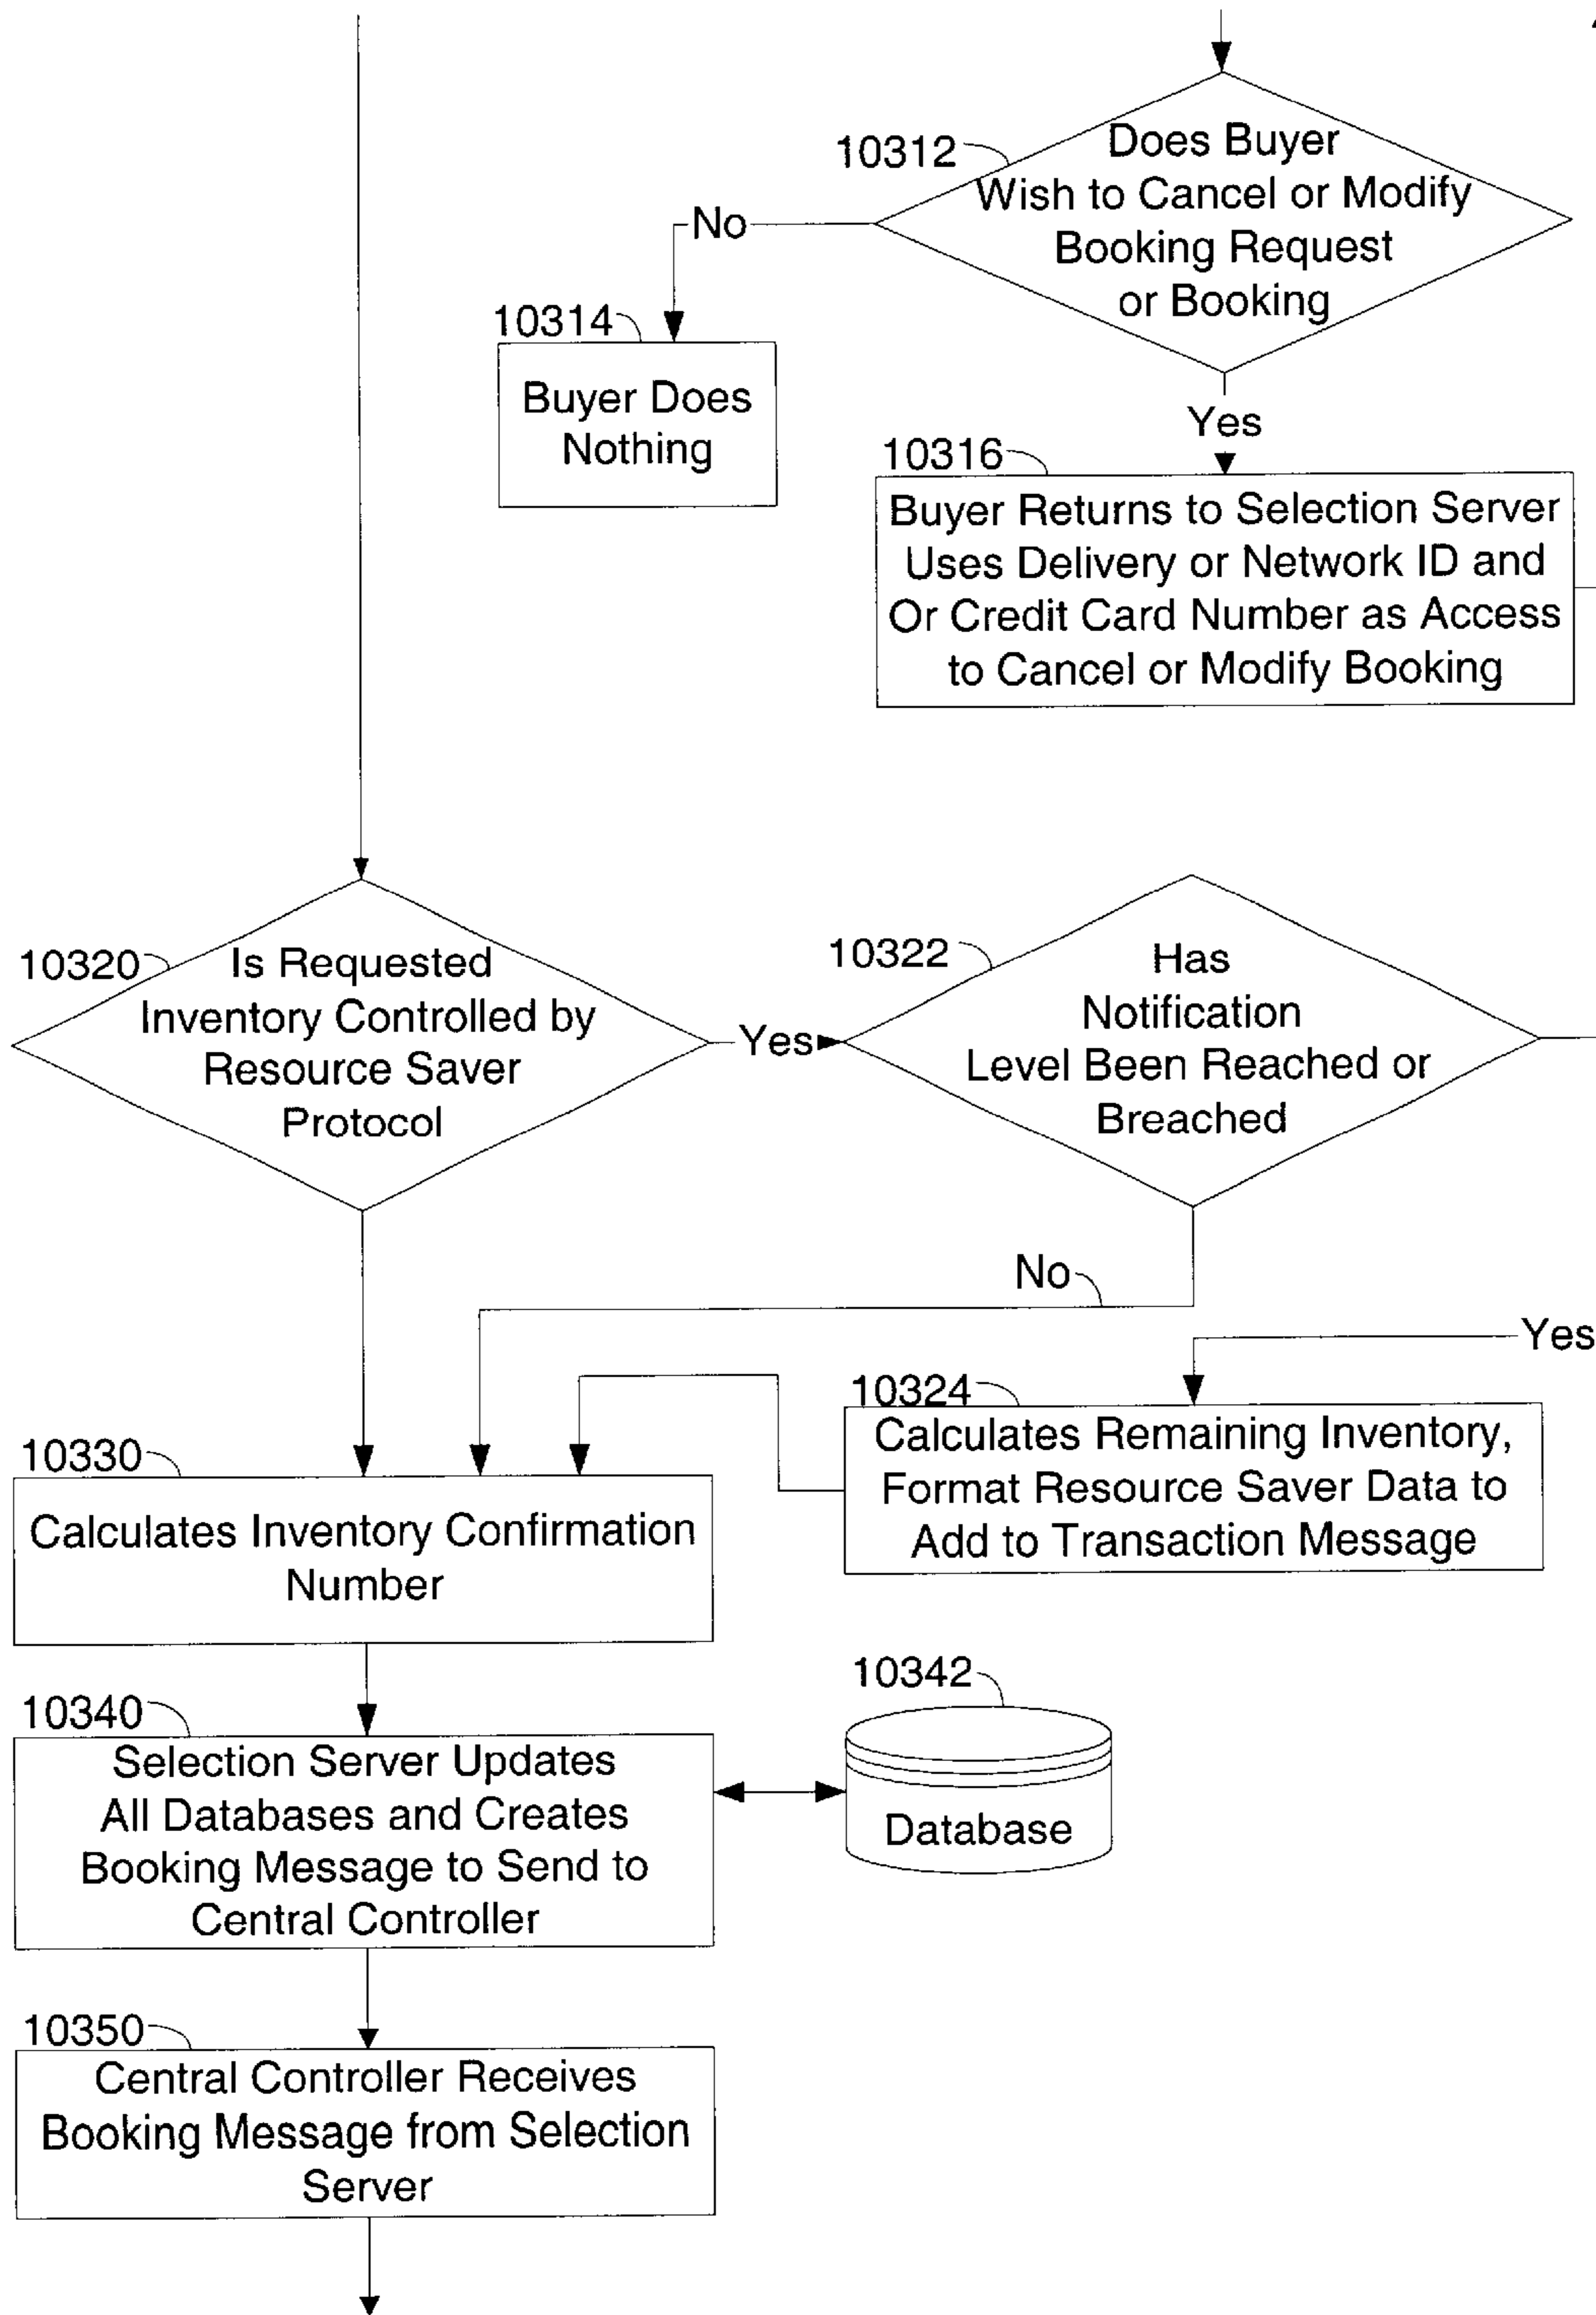 10312
Does Buyer
Wish to Cancel or Modify
Booking Request
or Booking
No
10314
Buyer Does
Nothing
Yes
10316
Buyer Returns to Selection Server
Uses Delivery or Network ID and
Or Credit Card Number as Access
to Cancel or Modify Booking
10320
Is Requested
Inventory Controlled by
Resource Saver
Protocol
Yes
10322
Has
Notification
Level Been Reached or
Breached
No
Yes
10324
Calculates Remaining Inventory,
Format Resource Saver Data to
Add to Transaction Message
10330
Calculates Inventory Confirmation
Number
10340
Selection Server Updates
All Databases and Creates
Booking Message to Send to
Central Controller
10342
Database
10350
Central Controller Receives
Booking Message from Selection
Server